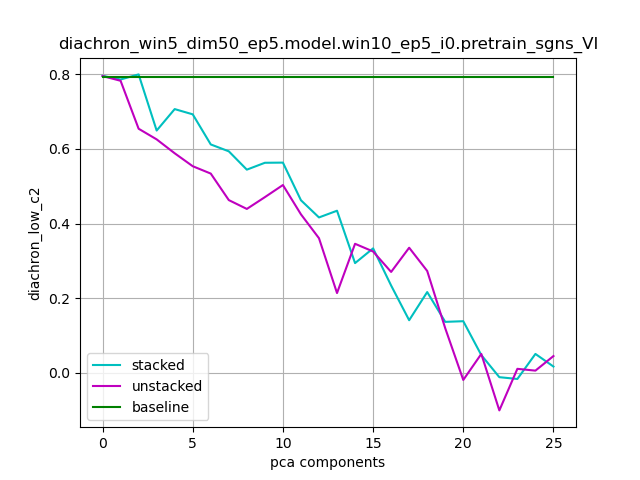 diachron_win5_dim50_ep5.model.win10_ep5_i0.pretrain_sgns_VI
0.8
0.6
0.4
0.2
0.0
diachron_low_c2
stacked
unstacked
baseline
0 5 10 15 20 25
pca components